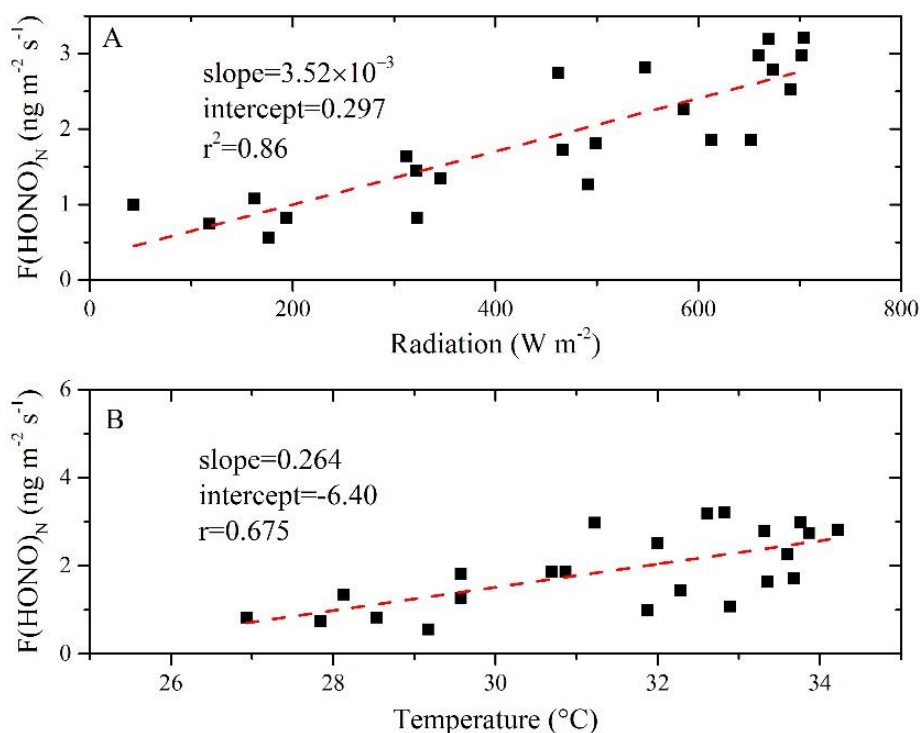 A
slope=3.52×10⁻³
intercept=0.297
r²=0.86
F(HONO)N (ng m⁻² s⁻¹)
3
2
1
0
0 200 400 600 800
Radiation (W m⁻²)
B
slope=0.264
intercept=-6.40
r=0.675
F(HONO)N (ng m⁻² s⁻¹)
6
4
2
0
26 28 30 32 34
Temperature (°C)